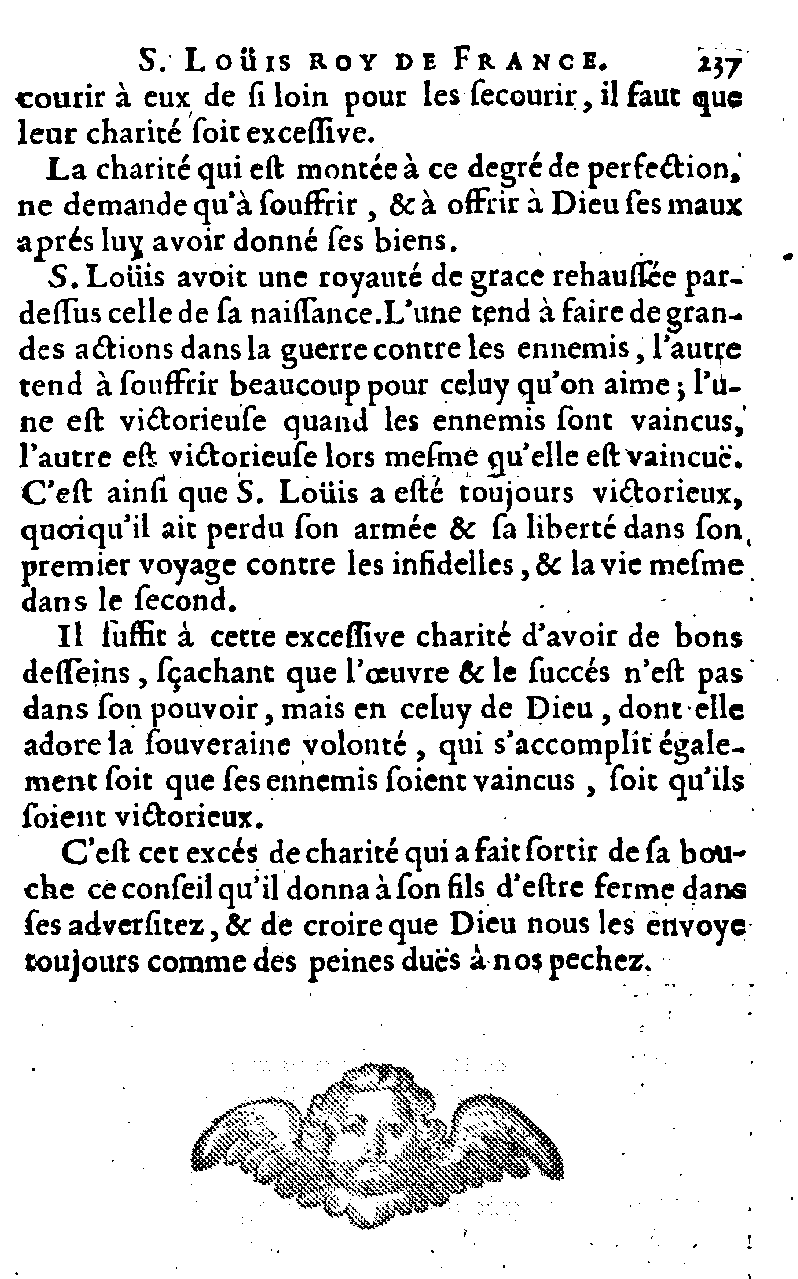 S. Loüis roy de France. 237
courir à eux de ſi loin pour les ſecourir, il faut que
leur charité ſoit exceſſive.
La charité qui eſt montée à ce degré de perfection,
ne demande qu'à ſouffrir, & à offrir à Dieu ſes maux
aprés luy avoir donné ſes biens.
S. Loüis avoit une royauté de grace rehauſſée par-
deſſus celle de ſa naiſſance. L'une tend à faire de gran-
des actions dans la guerre contre les ennemis, l'autre
tend à ſouffrir beaucoup pour celuy qu'on aime; l'u-
ne eſt victorieuſe quand les ennemis ſont vaincus,
l'autre eſt victorieuſe lors meſme qu'elle eſt vaincuë.
C'eſt ainſi que S. Loüis a eſté toujours victorieux,
quoiqu'il ait perdu ſon armée & ſa liberté dans ſon
premier voyage contre les infidelles, & la vie meſme
dans le ſecond.
Il ſuffit à cette exceſſive charité d'avoir de bons
deſſeins, ſçachant que l'œuvre & le ſuccés n'eſt pas
dans ſon pouvoir, mais en celuy de Dieu, dont elle
adore la ſouveraine volonté, qui s'accomplit égale-
ment ſoit que ſes ennemis ſoient vaincus, ſoit qu'ils
ſoient victorieux.
C'eſt cet excés de charité qui a fait ſortir de ſa bou-
che ce conſeil qu'il donna à ſon fils d'eſtre ferme dans
ſes adverſitez, & de croire que Dieu nous les envoye
toujours comme des peines duës à nos pechez.